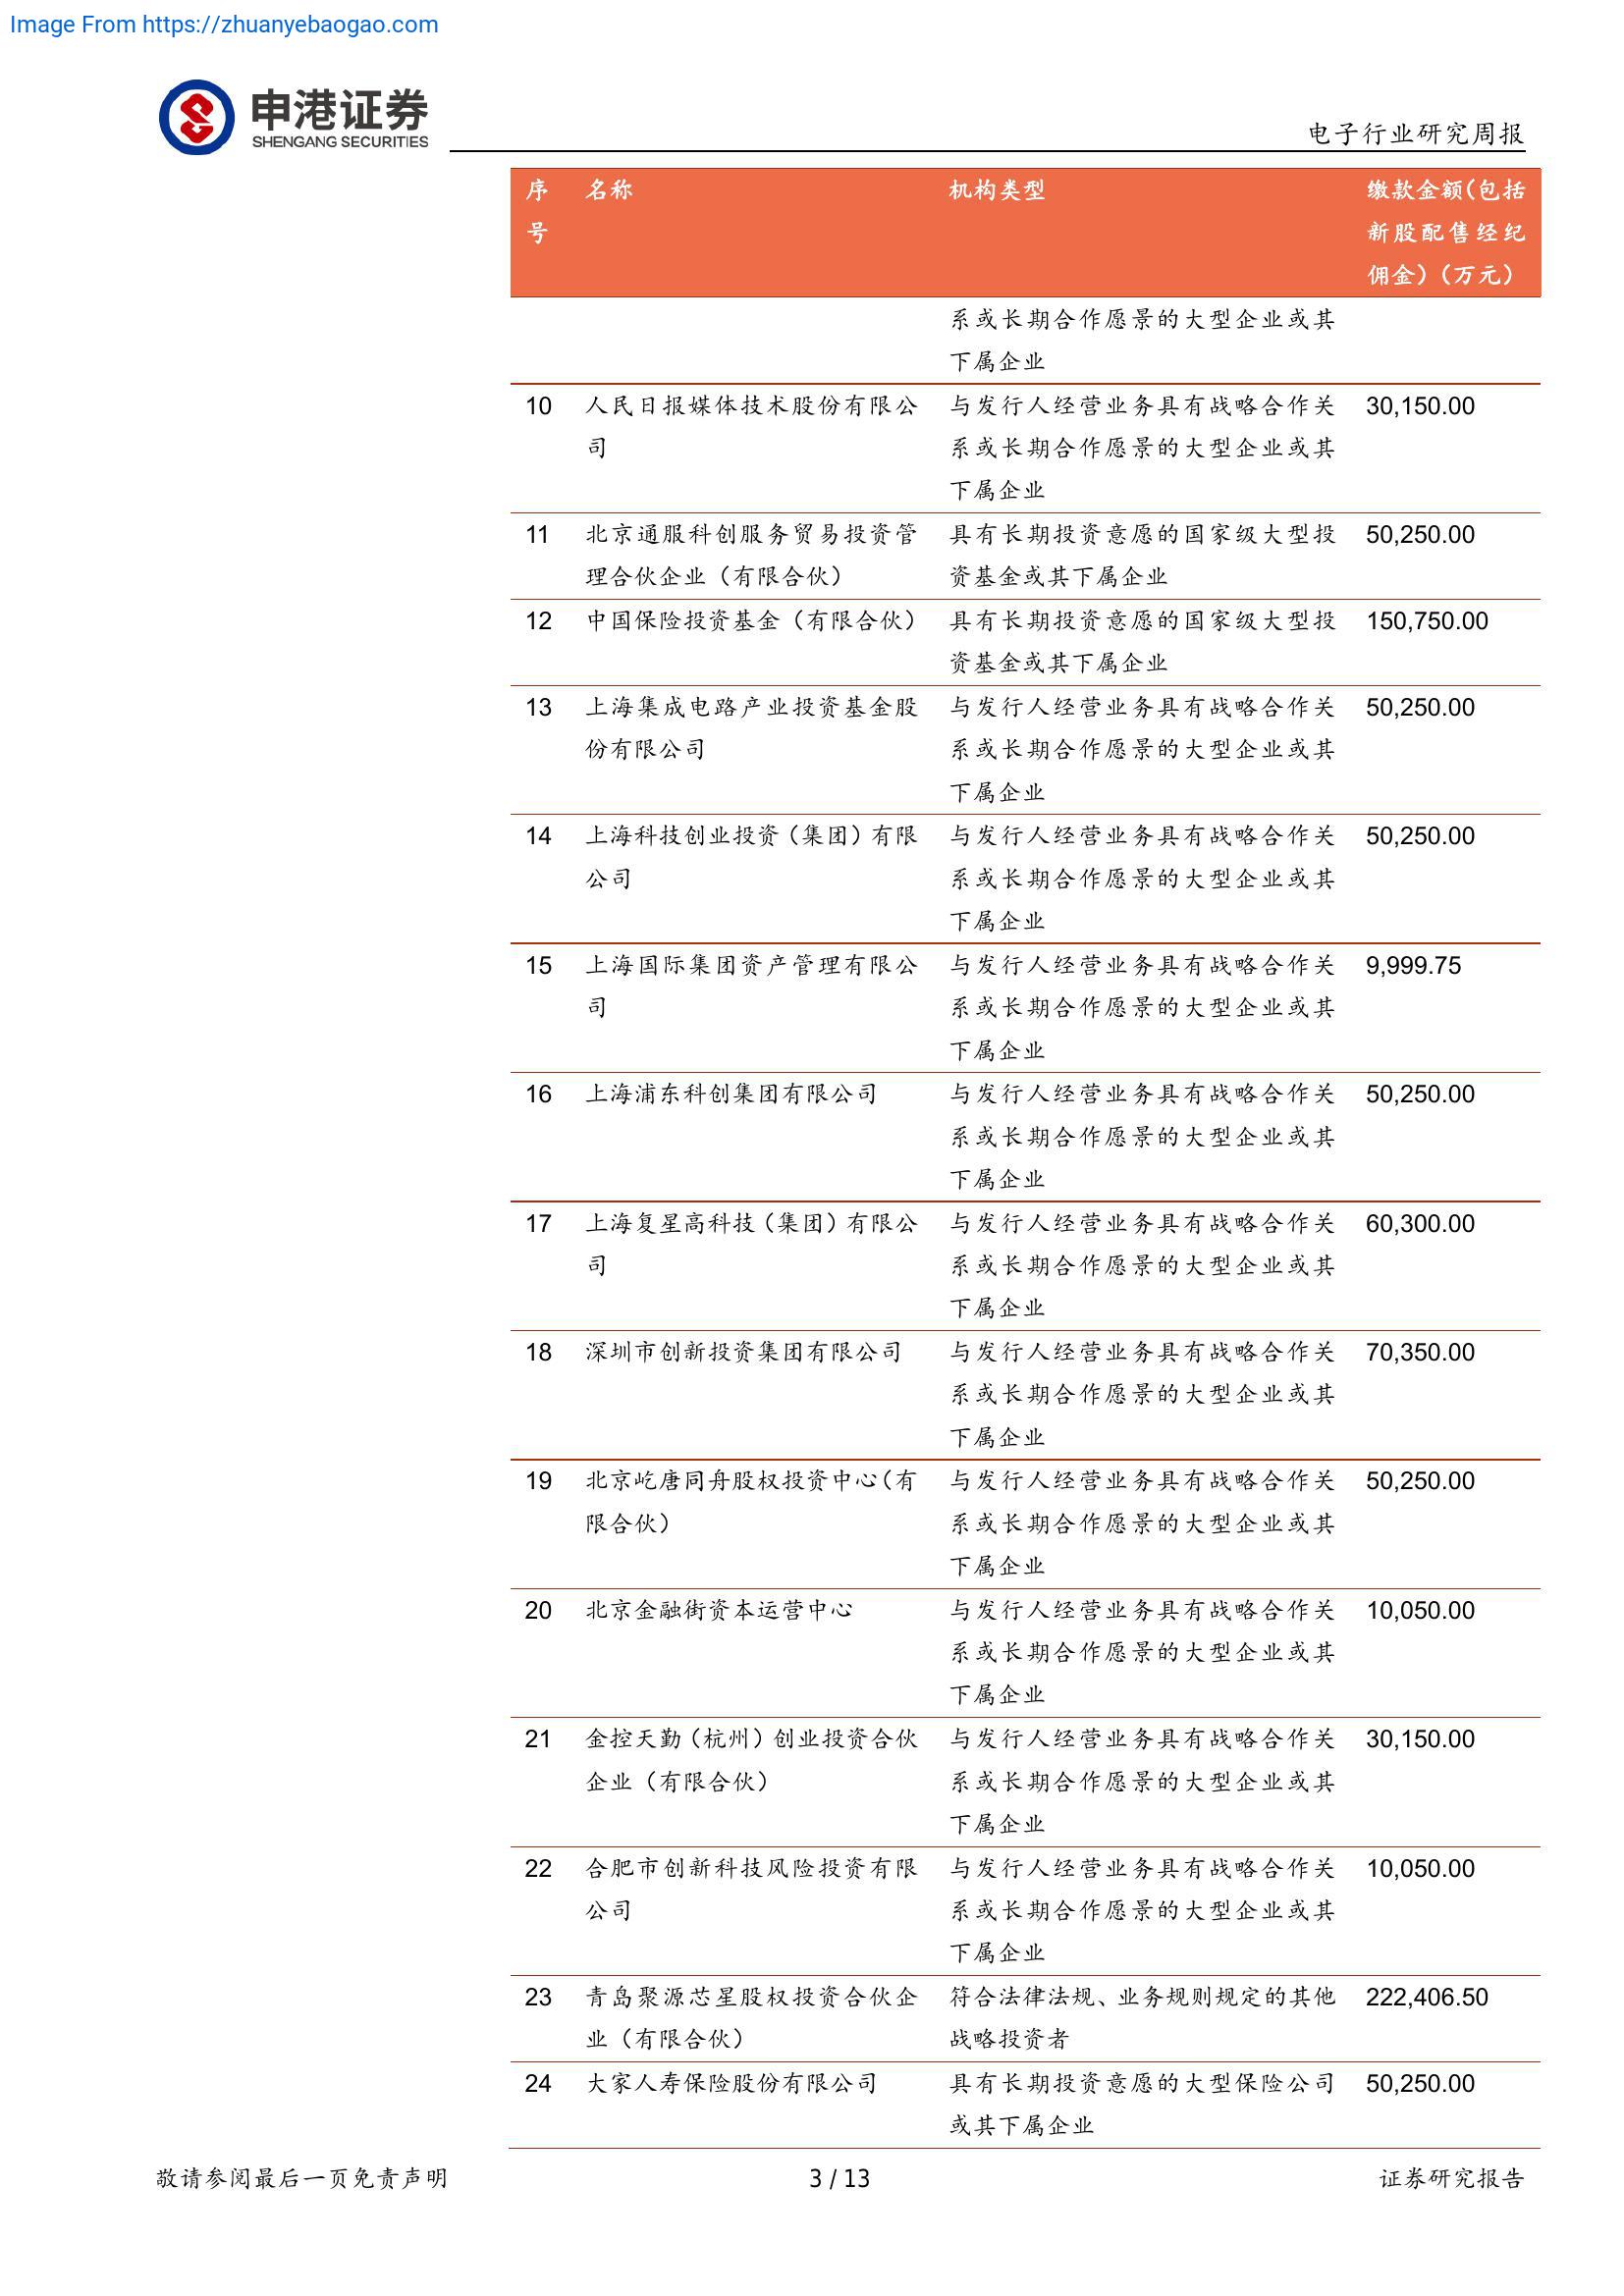 Image From https://zhuanyebaogao.com
申港证券
SHENGANG SECURITIES
电子行业研究周报
序 名称 机构类型 缴款金额(包括
号 新股配售经纪
佣金）(万元)
系或长期合作愿景的大型企业或其
下属企业
10 人民日报媒体技术股份有限公 与发行人经营业务具有战略合作关 30,150.00
司 系或长期合作愿景的大型企业或其
下属企业
11 北京通服科创服务贸易投资管 具有长期投资意愿的国家级大型投 50,250.00
理合伙企业（有限合伙） 资基金或其下属企业
12 中国保险投资基金（有限合伙） 具有长期投资意愿的国家级大型投 150,750.00
资基金或其下属企业
13 上海集成电路产业投资基金股 与发行人经营业务具有战略合作关 50,250.00
份有限公司 系或长期合作愿景的大型企业或其
下属企业
14 上海科技创业投资（集团）有限 与发行人经营业务具有战略合作关 50,250.00
公司 系或长期合作愿景的大型企业或其
下属企业
15 上海国际集团资产管理有限公 与发行人经营业务具有战略合作关 9,999.75
司 系或长期合作愿景的大型企业或其
下属企业
16 上海浦东科创集团有限公司 与发行人经营业务具有战略合作关 50,250.00
系或长期合作愿景的大型企业或其
下属企业
17 上海复星高科技（集团）有限公 与发行人经营业务具有战略合作关 60,300.00
司 系或长期合作愿景的大型企业或其
下属企业
18 深圳市创新投资集团有限公司 与发行人经营业务具有战略合作关 70,350.00
系或长期合作愿景的大型企业或其
下属企业
19 北京屹唐同舟股权投资中心（有 与发行人经营业务具有战略合作关 50,250.00
限合伙） 系或长期合作愿景的大型企业或其
下属企业
20 北京金融街资本运营中心 与发行人经营业务具有战略合作关 10,050.00
系或长期合作愿景的大型企业或其
下属企业
21 金控天勤（杭州）创业投资合伙 与发行人经营业务具有战略合作关 30,150.00
企业（有限合伙） 系或长期合作愿景的大型企业或其
下属企业
22 合肥市创新科技风险投资有限 与发行人经营业务具有战略合作关 10,050.00
公司 系或长期合作愿景的大型企业或其
下属企业
23 青岛聚源芯星股权投资合伙企 符合法律法规、业务规则规定的其他 222,406.50
业（有限合伙） 战略投资者
24 大家人寿保险股份有限公司 具有长期投资意愿的大型保险公司 50,250.00
或其下属企业
敬请参阅最后一页免责声明 3 / 13 证券研究报告